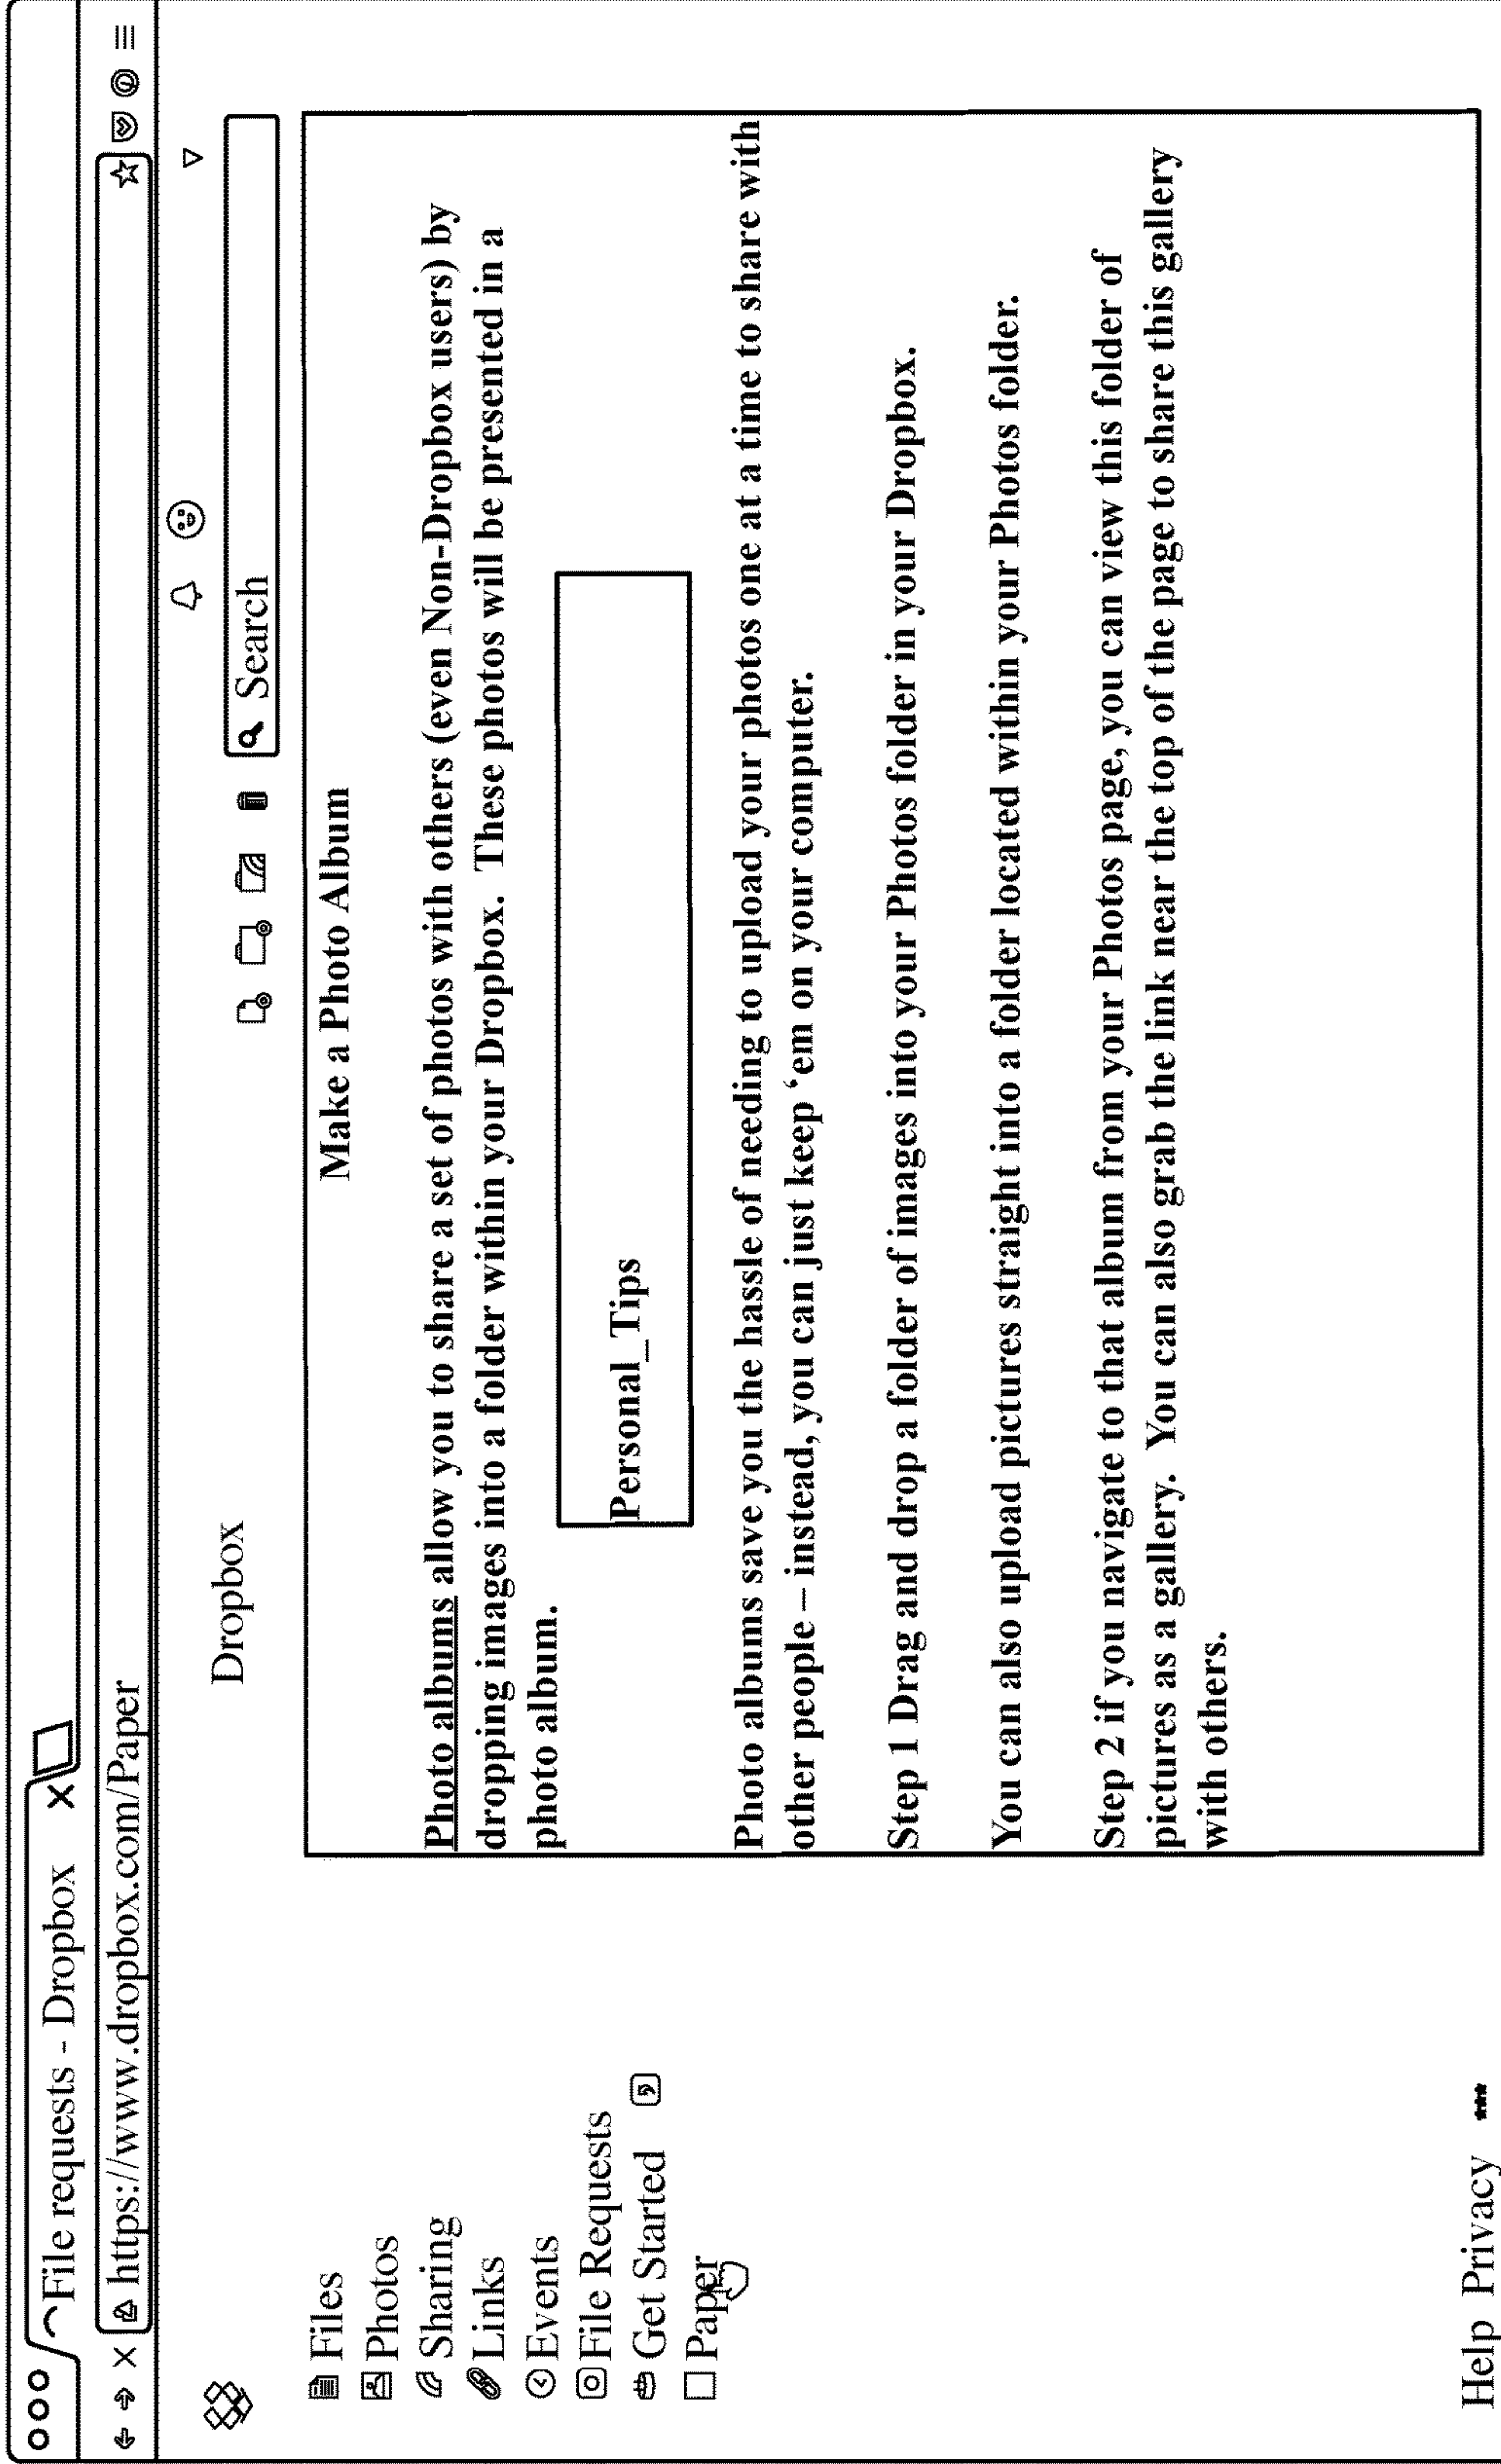 File requests - Dropbox X
X https://www.dropbox.com/Paper
Dropbox
Search
Files
Photos
Sharing
Links
Events
File Requests
Get Started
Paper
Make a Photo Album
Photo albums allow you to share a set of photos with others (even Non-Dropbox users) by
dropping images into a folder within your Dropbox. These photos will be presented in a
photo album.
Personal_Tips
Photo albums save you the hassle of needing to upload your photos one at a time to share with
other people – instead, you can just keep ‘em on your computer.
Step 1 Drag and drop a folder of images into your Photos folder in your Dropbox.
You can also upload pictures straight into a folder located within your Photos folder.
Step 2 if you navigate to that album from your Photos page, you can view this folder of
pictures as a gallery. You can also grab the link near the top of the page to share this gallery
with others.
Help Privacy